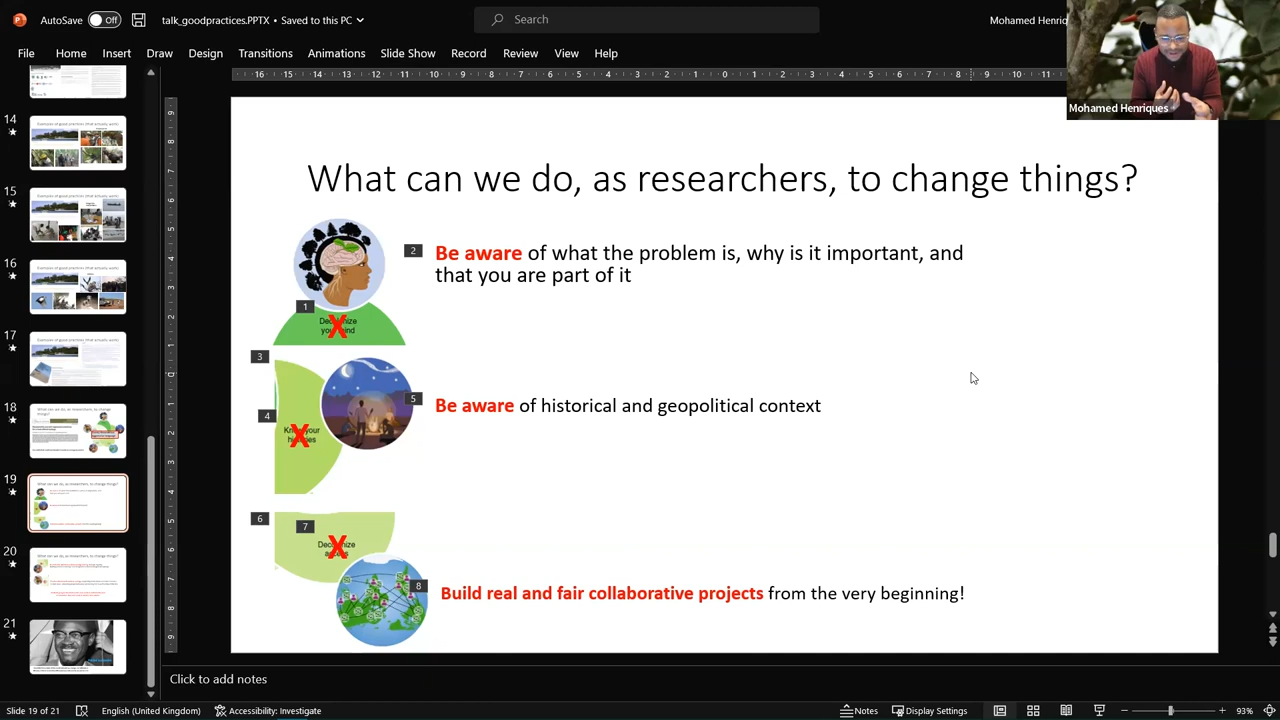 AutoSave Off talk_goodpractices.PPTX • Saved to this PC Search Mohamed Henriq
File Home Insert Draw Design Transitions Animations Slide Show Record Review View Help
Mohamed Henriques
14
15
16
17
18
19
20
21
What can we do, as researchers, to change things?
2
Be aware of what the problem is, why is it important, and
that we are part of it
1
X
3
4
X
5
Be aware of historical and geopolitical context
7
X
8
Build real and fair collaborative projects from the very beginning!
Click to add notes
Slide 19 of 21 English (United Kingdom) Accessibility: Investigate Notes Display Settings 93%